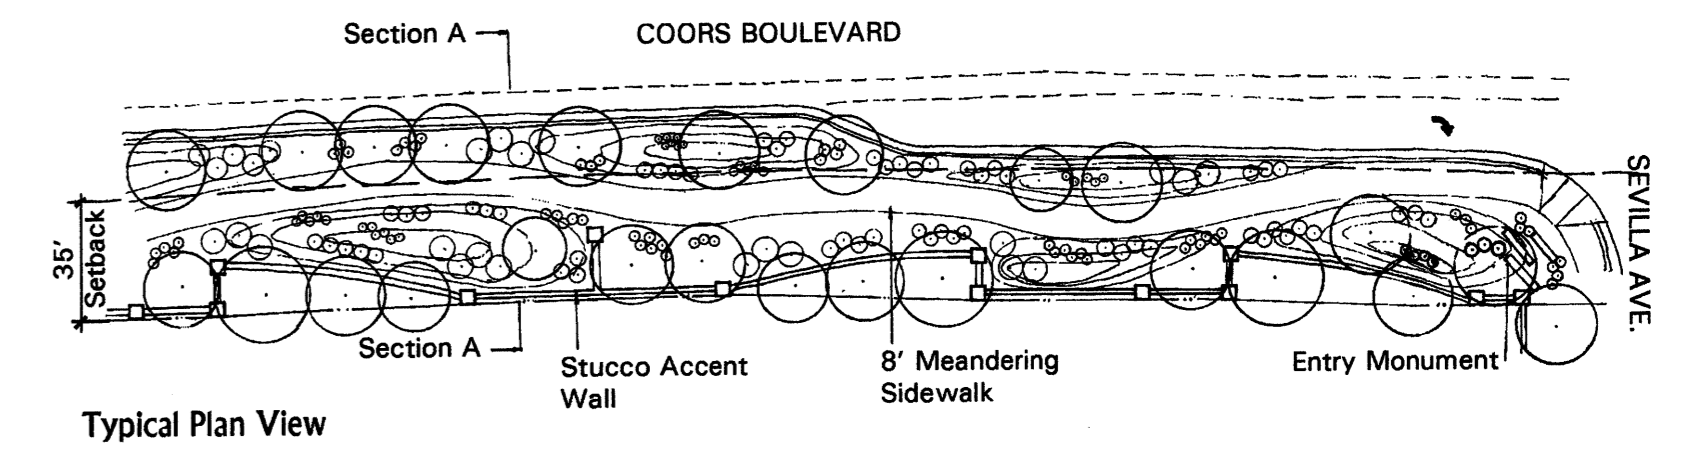 Section A
COORS BOULEVARD
SEVILLA AVE.
35'
Setback
Section A
Stucco Accent
Wall
8' Meandering
Sidewalk
Entry Monument
Typical Plan View